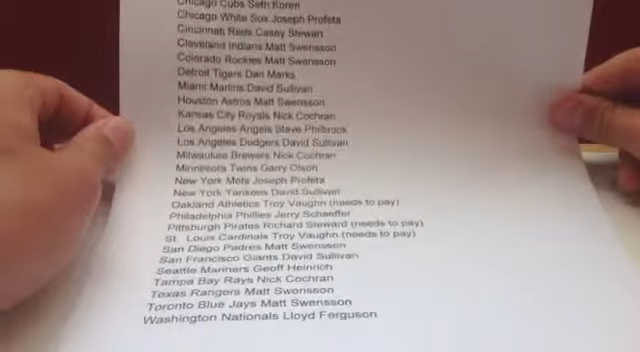 Chicago Cubs Seth Koren
Chicago White Sox Joseph Profeta
Cincinnati Reds Casey Stewart
Cleveland Indians Matt Swensson
Colorado Rockies Matt Swensson
Detroit Tigers Dan Marks
Miami Marlins David Sullivan
Houston Astros Matt Swensson
Kansas City Royals Nick Cochran
Los Angeles Angels Steve Philbrook
Los Angeles Dodgers David Sullivan
Milwaukee Brewers Nick Cochran
Minnesota Twins Garry Olson
New York Mets Joseph Profeta
New York Yankees David Sullivan
Oakland Athletics Troy Vaughn (needs to pay)
Philadelphia Phillies Jerry Schaeffer
Pittsburgh Pirates Richard Steward (needs to pay)
St. Louis Cardinals Troy Vaughn (needs to pay)
San Diego Padres Matt Swensson
San Francisco Giants David Sullivan
Seattle Mariners Geoff Heinrich
Tampa Bay Rays Nick Cochran
Texas Rangers Matt Swensson
Toronto Blue Jays Matt Swensson
Washington Nationals Lloyd Ferguson